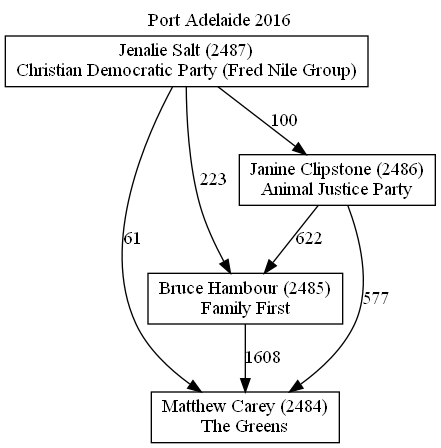 Port Adelaide 2016
Jenalie Salt (2487)
Christian Democratic Party (Fred Nile Group)
100
Janine Clipstone (2486)
Animal Justice Party
223
61
622
Bruce Hambour (2485)
Family First
577
1608
Matthew Carey (2484)
The Greens